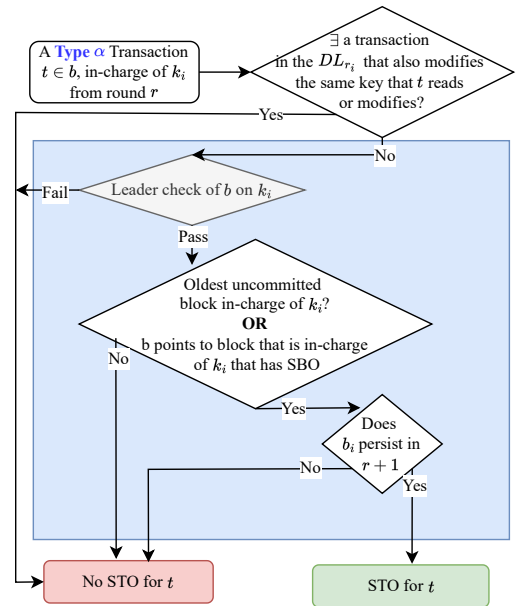 A Type α Transaction
t ∈ b, in-charge of kᵢ
from round r
∃ a transaction
in the DL_{r_i} that also modifies
the same key that t reads
or modifies?
Yes
No
Leader check of b on kᵢ
Fail
Pass
Oldest uncommitted
block in-charge of kᵢ?
OR
b points to block that is in-charge
of kᵢ that has SBO
No
Yes
Does
bᵢ persist in
r + 1
No
Yes
No STO for t
STO for t